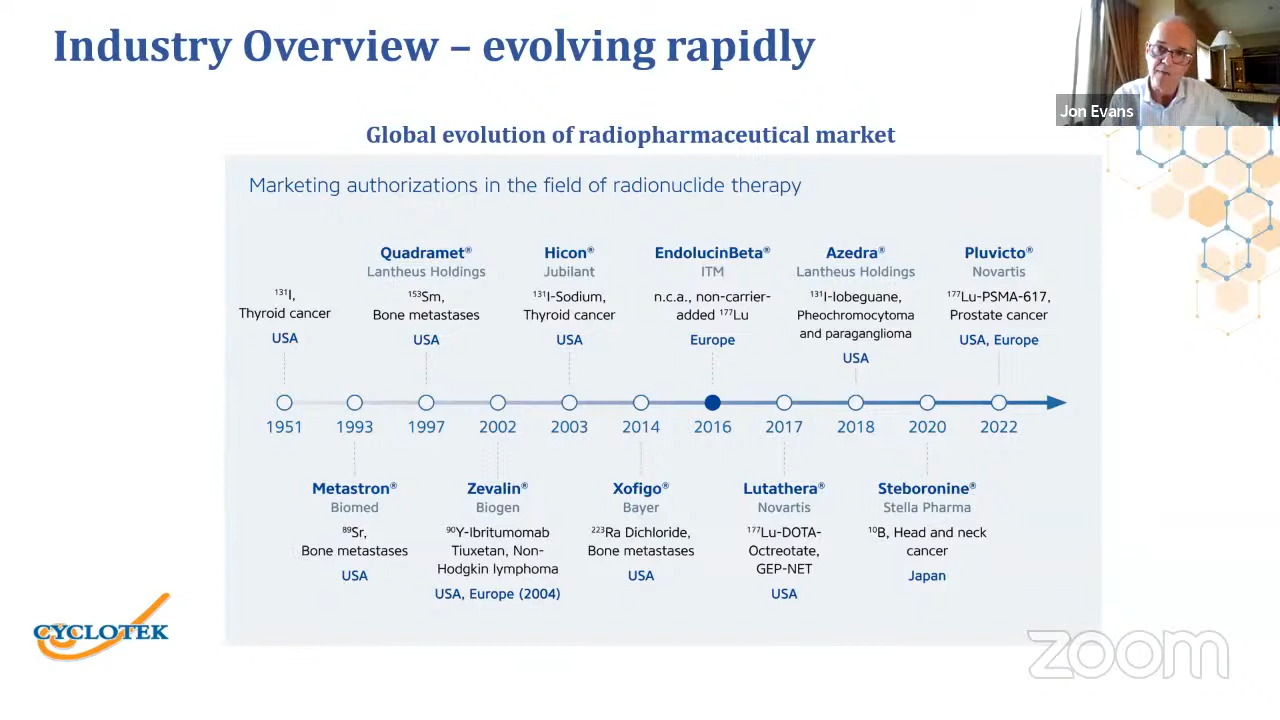 Industry Overview – evolving rapidly
Jon Evans
Global evolution of radiopharmaceutical market
Marketing authorizations in the field of radionuclide therapy
¹³¹I,
Thyroid cancer
USA
Quadramet®
Lantheus Holdings
¹⁵³Sm,
Bone metastases
USA
Hicon®
Jubilant
¹³¹I-Sodium,
Thyroid cancer
USA
EndolucinBeta®
ITM
n.c.a., non-carrier-
added ¹⁷⁷Lu
Europe
Azedra®
Lantheus Holdings
¹³¹I-Iobeguane,
Pheochromocytoma
and paraganglioma
USA
Pluvicto®
Novartis
¹⁷⁷Lu-PSMA-617,
Prostate cancer
USA, Europe
1951 1993 1997 2002 2003 2014 2016 2017 2018 2020 2022
Metastron®
Biomed
⁸⁹Sr,
Bone metastases
USA
Zevalin®
Biogen
⁹⁰Y-Ibritumomab
Tiuxetan, Non-
Hodgkin lymphoma
USA, Europe (2004)
Xofigo®
Bayer
²²³Ra Dichloride,
Bone metastases
USA
Lutathera®
Novartis
¹⁷⁷Lu-DOTA-
Octreotate,
GEP-NET
USA
Steboronine®
Stella Pharma
¹⁰B, Head and neck
cancer
Japan
CYCLOTEK
zoom